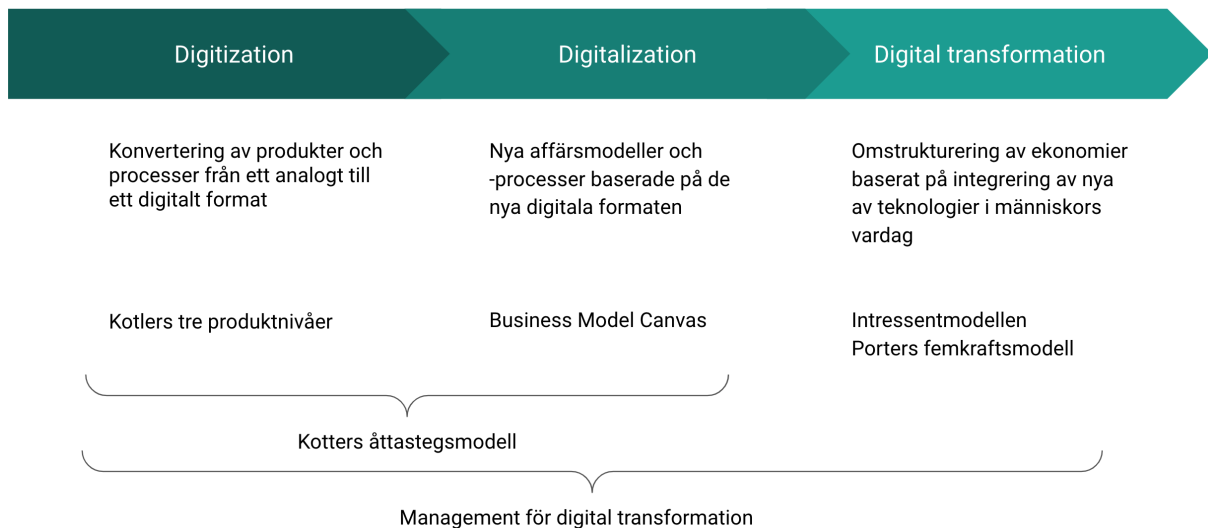 Digitization
Digitalization
Digital transformation
Konvertering av produkter och
processer från ett analogt till
ett digitalt format
Nya affärsmodeller och
-processer baserade på de
nya digitala formaten
Omstrukturering av ekonomier
baserat på integrering av nya
av teknologier i människors
vardag
Kotlers tre produktnivåer
Business Model Canvas
Intressentmodellen
Porters femkraftsmodell
Kotters åttastegsmodell
Management för digital transformation